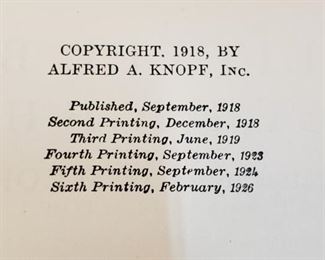 COPYRIGHT, 1918, BY
ALFRED A. KNOPF, INC.
Published, September, 1918
Second Printing, December, 1918
Third Printing, June, 1919
Fourth Printing, September, 1923
Fifth Printing, September, 1924
Sixth Printing, February, 1926